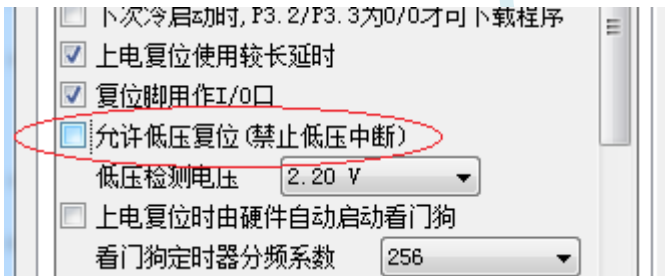 下次冷启动时,P3.2/P3.3为0/0才可下载程序
上电复位使用较长延时
复位脚用作I/O口
允许低压复位(禁止低压中断)
低压检测电压 2.20 V
上电复位时由硬件自动启动看门狗
看门狗定时器分频系数 256